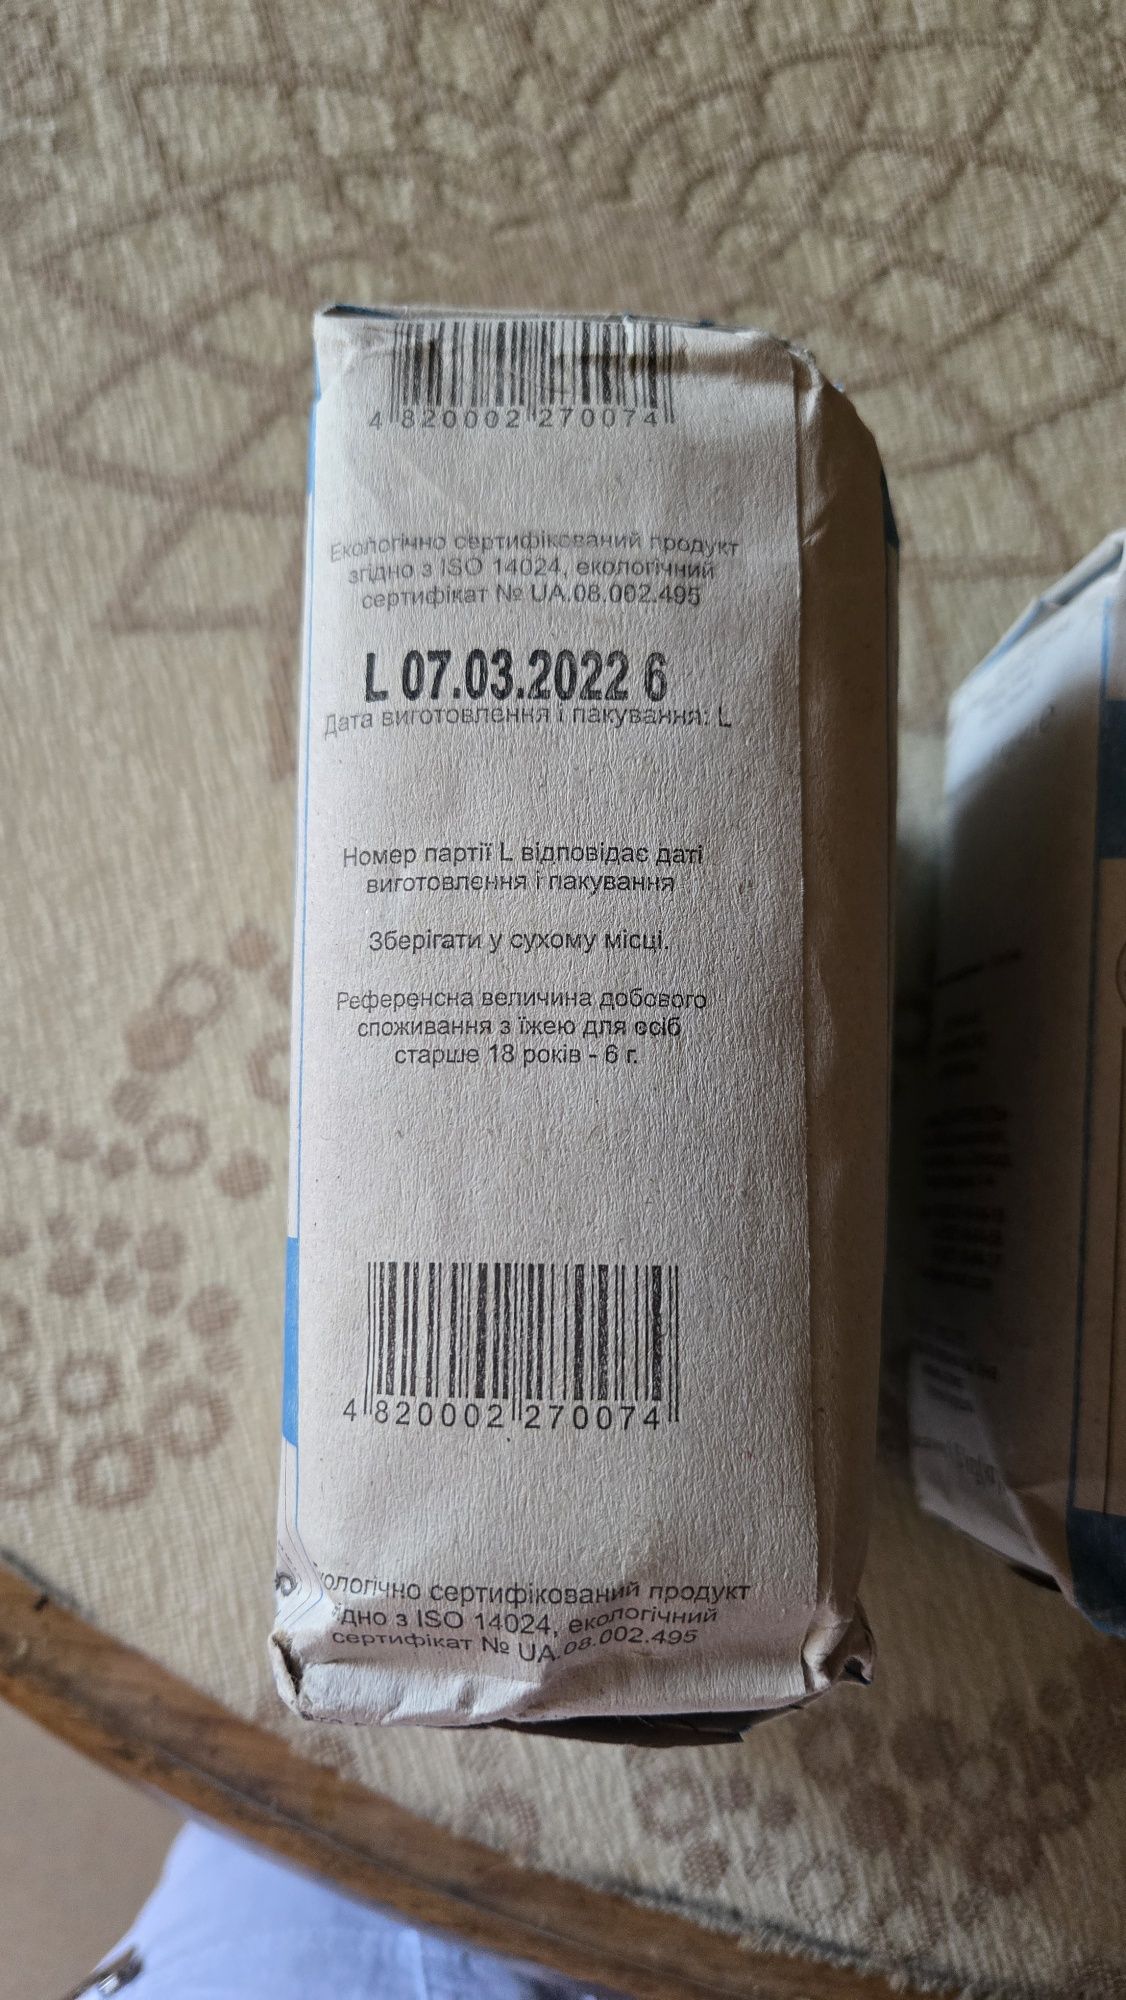 4 820002 270074
Екологічно сертифікований продукт
згідно з ISO 14024, екологічний
сертифікат № UA.08.002.495
L 07.03.2022 6
Дата виготовлення і пакування: L
Номер партії L відповідає даті
виготовлення і пакування
Зберігати у сухому місці.
Референсна величина добового
споживання з їжею для осіб
старше 18 років - 6 г.
4 820002 270074
ологічно сертифікований продукт
ідно з ISO 14024, екологічний
сертифікат № UA.08.002.495